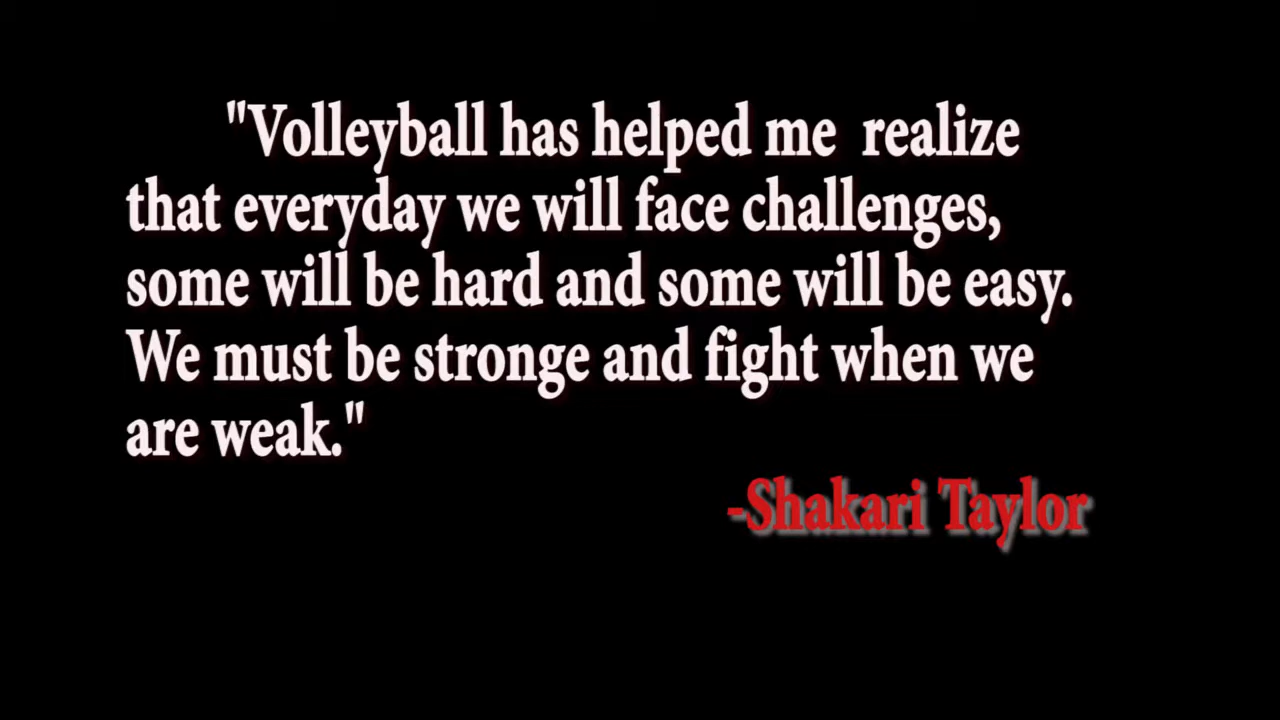 "Volleyball has helped me  realize
that everyday we will face challenges,
some will be hard and some will be easy.
We must be stronge and fight when we
are weak."
-Shakari Taylor